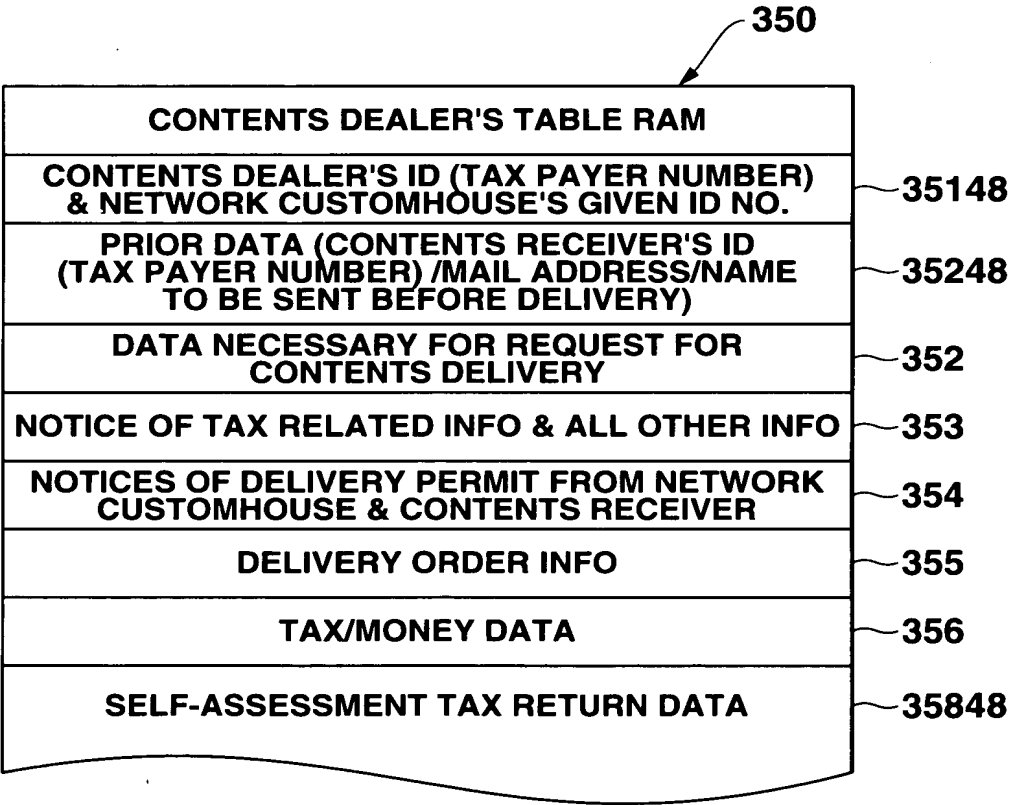 350
CONTENTS DEALER'S TABLE RAM
CONTENTS DEALER'S ID (TAX PAYER NUMBER)
& NETWORK CUSTOMHOUSE'S GIVEN ID NO.
35148
PRIOR DATA (CONTENTS RECEIVER'S ID
(TAX PAYER NUMBER) /MAIL ADDRESS/NAME
TO BE SENT BEFORE DELIVERY)
35248
DATA NECESSARY FOR REQUEST FOR
CONTENTS DELIVERY
352
NOTICE OF TAX RELATED INFO & ALL OTHER INFO
353
NOTICES OF DELIVERY PERMIT FROM NETWORK
CUSTOMHOUSE & CONTENTS RECEIVER
354
DELIVERY ORDER INFO
355
TAX/MONEY DATA
356
SELF-ASSESSMENT TAX RETURN DATA
35848